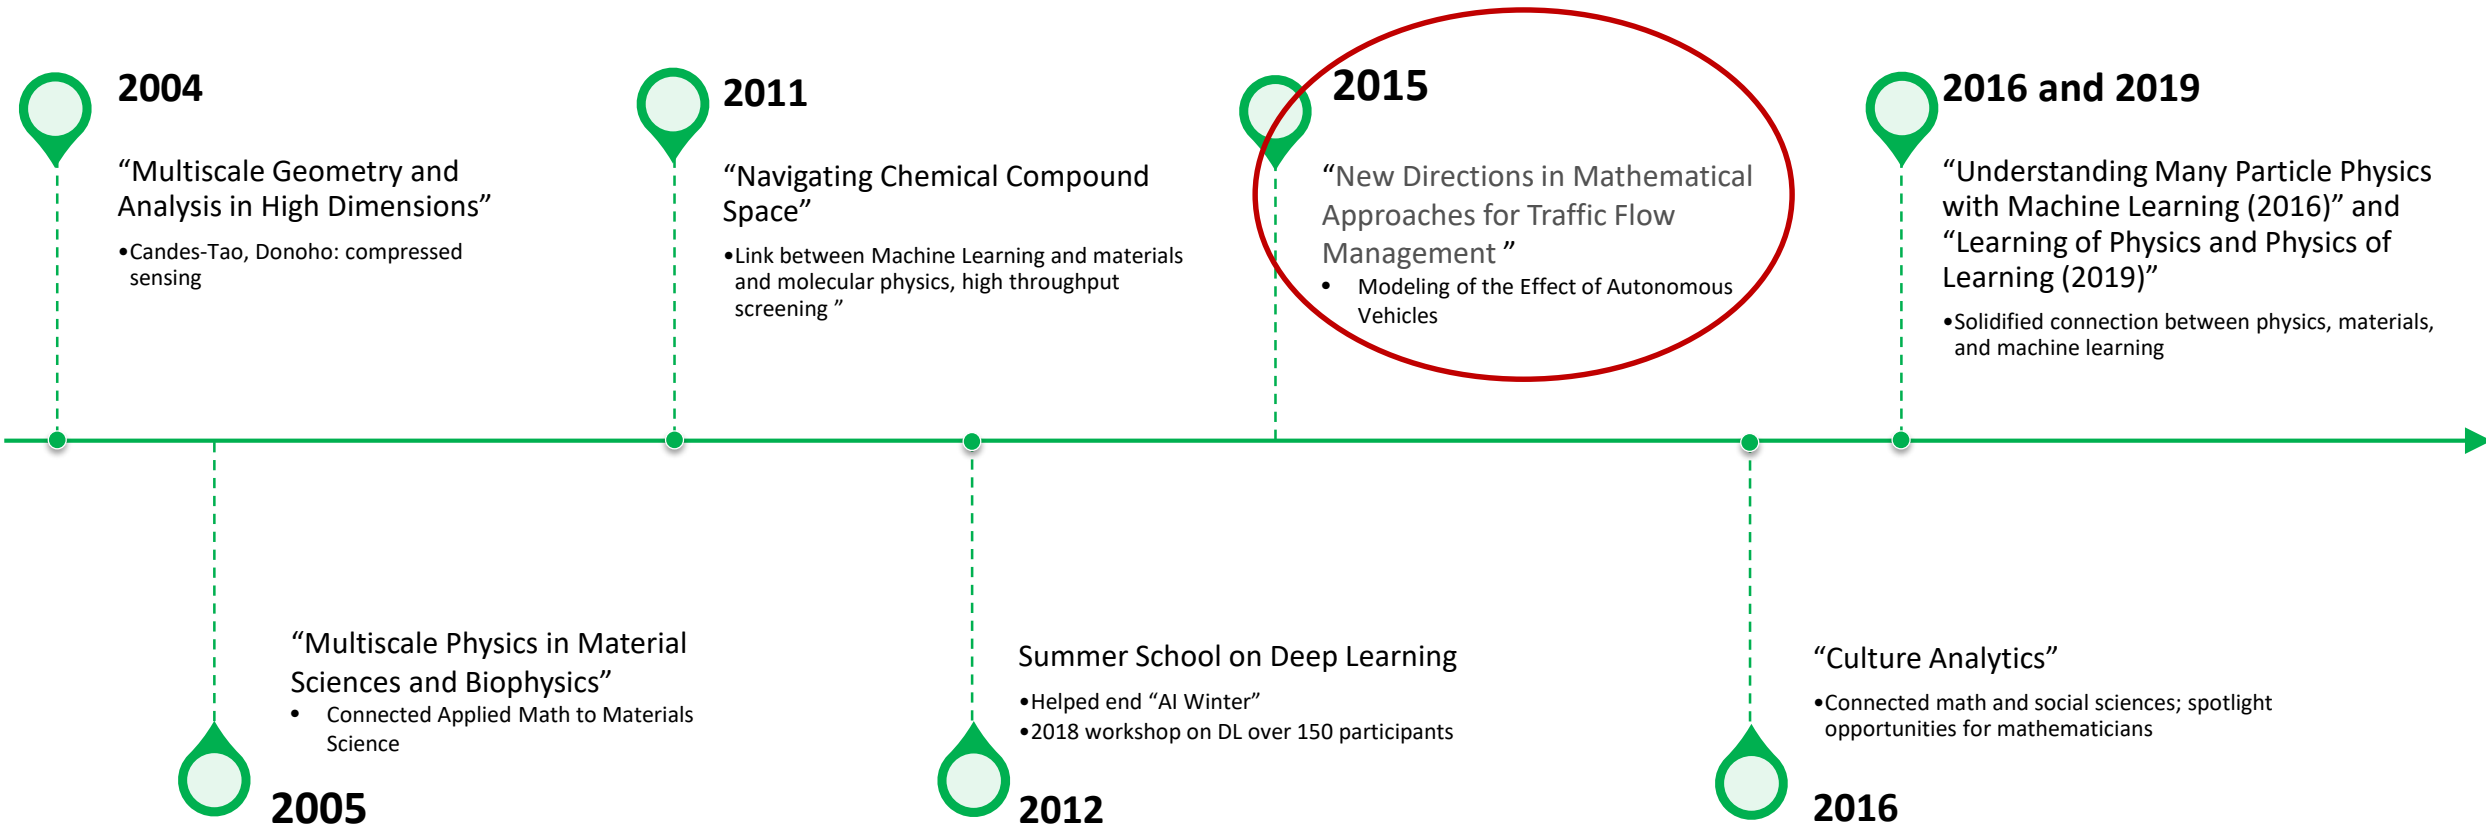 2004
“Multiscale Geometry and
Analysis in High Dimensions”
•Candes-Tao, Donoho: compressed
sensing
2011
“Navigating Chemical Compound
Space”
•Link between Machine Learning and materials
and molecular physics, high throughput
screening ”
2015
“New Directions in Mathematical
Approaches for Traffic Flow
Management ”
• Modeling of the Effect of Autonomous
Vehicles
2016 and 2019
“Understanding Many Particle Physics
with Machine Learning (2016)” and
“Learning of Physics and Physics of
Learning (2019)”
•Solidified connection between physics, materials,
and machine learning
“Multiscale Physics in Material
Sciences and Biophysics”
• Connected Applied Math to Materials
Science
2005
Summer School on Deep Learning
•Helped end “AI Winter”
•2018 workshop on DL over 150 participants
2012
“Culture Analytics”
•Connected math and social sciences; spotlight
opportunities for mathematicians
2016